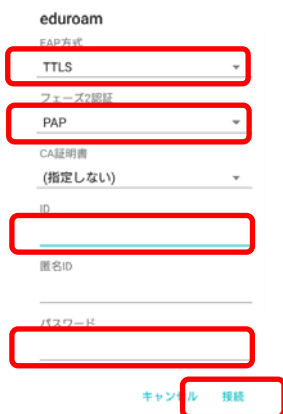 eduroam
EAP方式
TTLS
フェーズ2認証
PAP
CA証明書
(指定しない)
ID
匿名ID
パスワード
キャンセル 接続